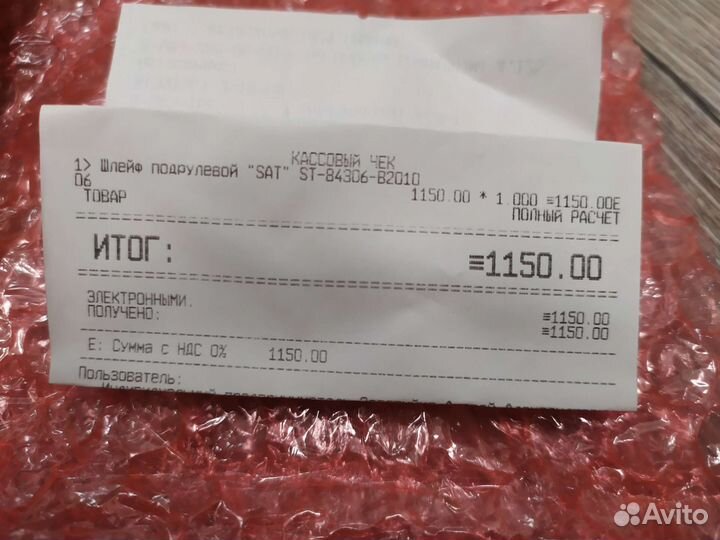 КАССОВЫЙ ЧЕК
1> Шлейф подрулевой "SAT" ST-84306-B2010
06 1150.00 * 1.000 ≡1150.00Е
ТОВАР ПОЛНЫЙ РАСЧЕТ
ИТОГ: ≡1150.00
ЭЛЕКТРОННЫМИ. ≡1150.00
ПОЛУЧЕНО: ≡1150.00
Е: Сумма с НДС 0% 1150.00
Пользователь:
Avito